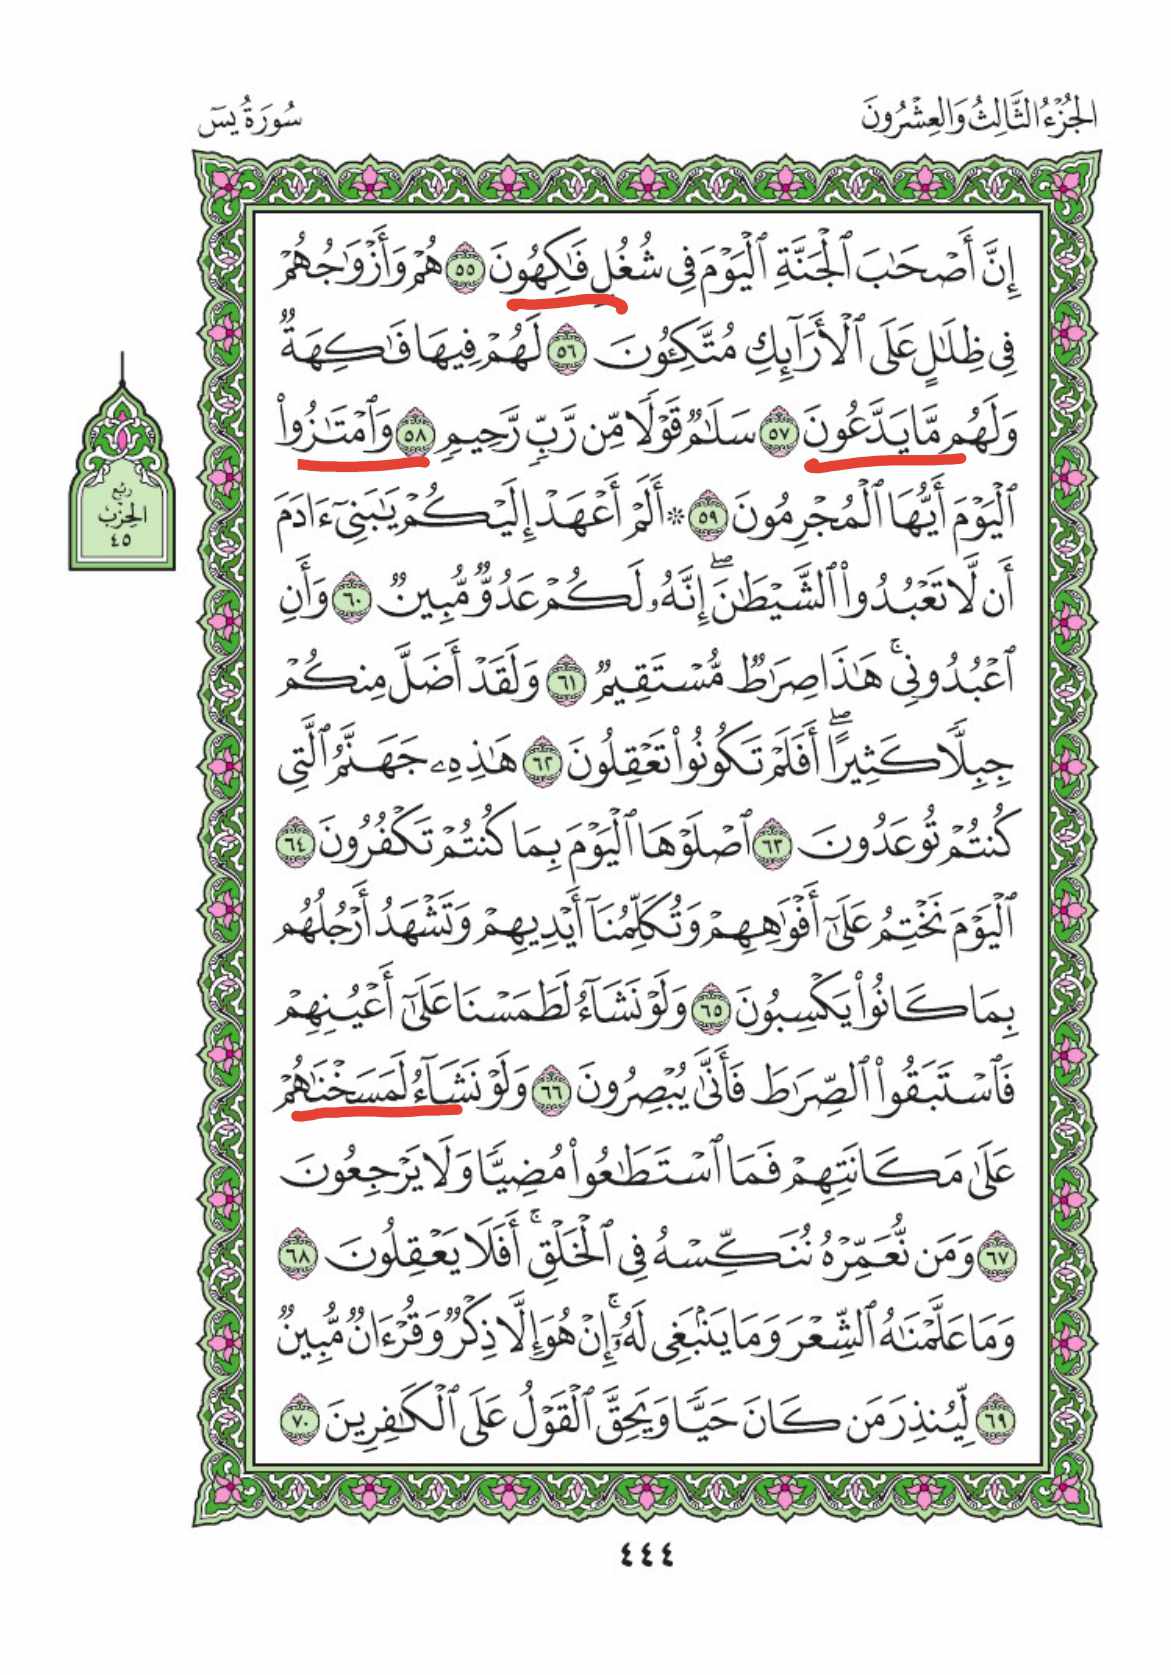 الجُزْءُ الثَّالِثُ وَالعِشْرُونَ
سُورَةُ يسٓ
إِنَّ أَصْحَٰبَ ٱلْجَنَّةِ ٱلْيَوْمَ فِى شُغُلٍ فَٰكِهُونَ ٥٥ هُمْ وَأَزْوَٰجُهُمْ
فِى ظِلَٰلٍ عَلَى ٱلْأَرَآئِكِ مُتَّكِـُٔونَ ٥٦ لَهُمْ فِيهَا فَٰكِهَةٌ
وَلَهُم مَّا يَدَّعُونَ ٥٧ سَلَٰمٌ قَوْلًا مِّن رَّبٍّ رَّحِيمٍ ٥٨ وَٱمْتَٰزُوا۟
ٱلْيَوْمَ أَيُّهَا ٱلْمُجْرِمُونَ ٥٩ * أَلَمْ أَعْهَدْ إِلَيْكُمْ يَٰبَنِىٓ ءَادَمَ
أَن لَّا تَعْبُدُوا۟ ٱلشَّيْطَٰنَۖ إِنَّهُۥ لَكُمْ عَدُوٌّ مُّبِينٌ ٦٠ وَأَنِ
ٱعْبُدُونِىۚ هَٰذَا صِرَٰطٌ مُّسْتَقِيمٌ ٦١ وَلَقَدْ أَضَلَّ مِنكُمْ
جِبِلًّا كَثِيرًاۖ أَفَلَمْ تَكُونُوا۟ تَعْقِلُونَ ٦٢ هَٰذِهِۦ جَهَنَّمُ ٱلَّتِى
كُنتُمْ تُوعَدُونَ ٦٣ ٱصْلَوْهَا ٱلْيَوْمَ بِمَا كُنتُمْ تَكْفُرُونَ ٦٤
ٱلْيَوْمَ نَخْتِمُ عَلَىٰٓ أَفْوَٰهِهِمْ وَتُكَلِّمُنَآ أَيْدِيهِمْ وَتَشْهَدُ أَرْجُلُهُم
بِمَا كَانُوا۟ يَكْسِبُونَ ٦٥ وَلَوْ نَشَآءُ لَطَمَسْنَا عَلَىٰٓ أَعْيُنِهِمْ
فَٱسْتَبَقُوا۟ ٱلصِّرَٰطَ فَأَنَّىٰ يُبْصِرُونَ ٦٦ وَلَوْ نَشَآءُ لَمَسَخْنَٰهُمْ
عَلَىٰ مَكَانَتِهِمْ فَمَا ٱسْتَطَٰعُوا۟ مُضِيًّا وَلَا يَرْجِعُونَ
٦٧ وَمَن نُّعَمِّرْهُ نُنَكِّسْهُ فِى ٱلْخَلْقِۚ أَفَلَا يَعْقِلُونَ ٦٨
وَمَا عَلَّمْنَٰهُ ٱلشِّعْرَ وَمَا يَنۢبَغِى لَهُۥٓۚ إِنْ هُوَ إِلَّا ذِكْرٌ وَقُرْءَانٌ مُّبِينٌ
٦٩ لِّيُنذِرَ مَن كَانَ حَيًّا وَيَحِقَّ ٱلْقَوْلُ عَلَى ٱلْكَٰفِرِينَ ٧٠
رُبْع
الحِزْب
٤٥
٤٤٤